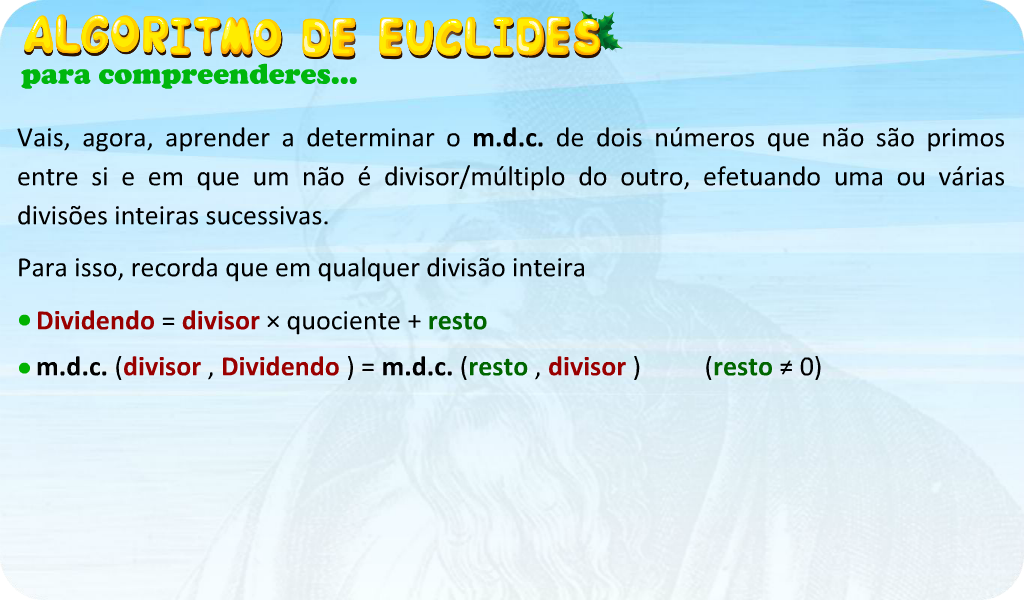 ALGORITMO DE EUCLIDES
para compreenderes...
Vais, agora, aprender a determinar o m.d.c. de dois números que não são primos
entre si e em que um não é divisor/múltiplo do outro, efetuando uma ou várias
divisões inteiras sucessivas.
Para isso, recorda que em qualquer divisão inteira
• Dividendo = divisor × quociente + resto
• m.d.c. (divisor , Dividendo ) = m.d.c. (resto , divisor ) (resto ≠ 0)